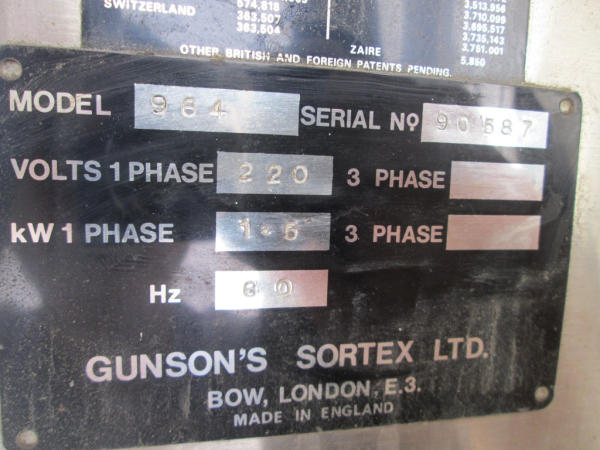 SWITZERLAND 574,818
363,507
363,504
3.513.956
3.710.099
3,695,517
3,735,143
ZAIRE 3,751.001
5,850
OTHER BRITISH AND FOREIGN PATENTS PENDING.
MODEL 964 SERIAL Nº 90587
VOLTS 1 PHASE 220 3 PHASE
kW 1 PHASE 1·5 3 PHASE
Hz 60
GUNSON'S SORTEX LTD.
BOW, LONDON, E.3.
MADE IN ENGLAND